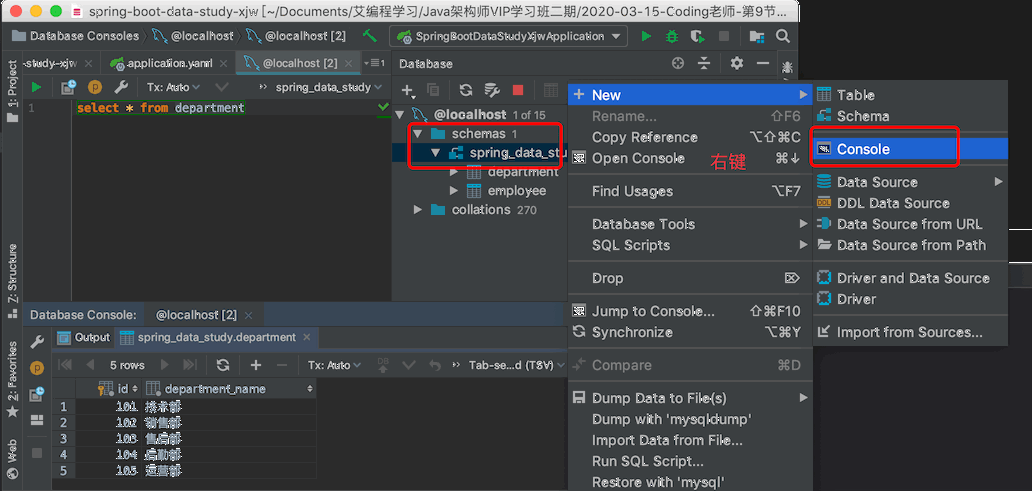 spring-boot-data-study-xjw [~/Documents/艾编程学习/Java架构师VIP学习班二期/2020-03-15-Coding老师-第9节...
Database Consoles
@localhost
@localhost [2]
SpringBootDataStudyXjwApplication
-study-xjw
application.yaml
@localhost [2]
Database
Tx: Auto
spring_data_study
1 select * from department
@localhost 1 of 15
schemas 1
spring_data_stu
department
employee
collations 270
New
Rename... ⇧F6
Copy Reference ⌥⇧⌘C
Open Console ⌘↓
右键
Find Usages ⌥F7
Database Tools
SQL Scripts
Drop ⌦
Jump to Console... ⇧⌘F10
Synchronize ⌥⌘Y
Compare ⌘D
Dump Data to File(s)
Dump with 'mysqldump'
Import Data from File...
Run SQL Script...
Restore with 'mysql'
Table
Schema
Console
Data Source
DDL Data Source
Data Source from URL
Data Source from Path
Driver and Data Source
Driver
Import from Sources...
1: Project
Z: Structure
2: Favorites
Web
Database Console:
@localhost [2]
Output
spring_data_study.department
5 rows
Tx: Auto
DB
Tab-se...d (TSV)
id department_name
1 101 技术部
2 102 销售部
3 103 售后部
4 104 后勤部
5 105 运营部